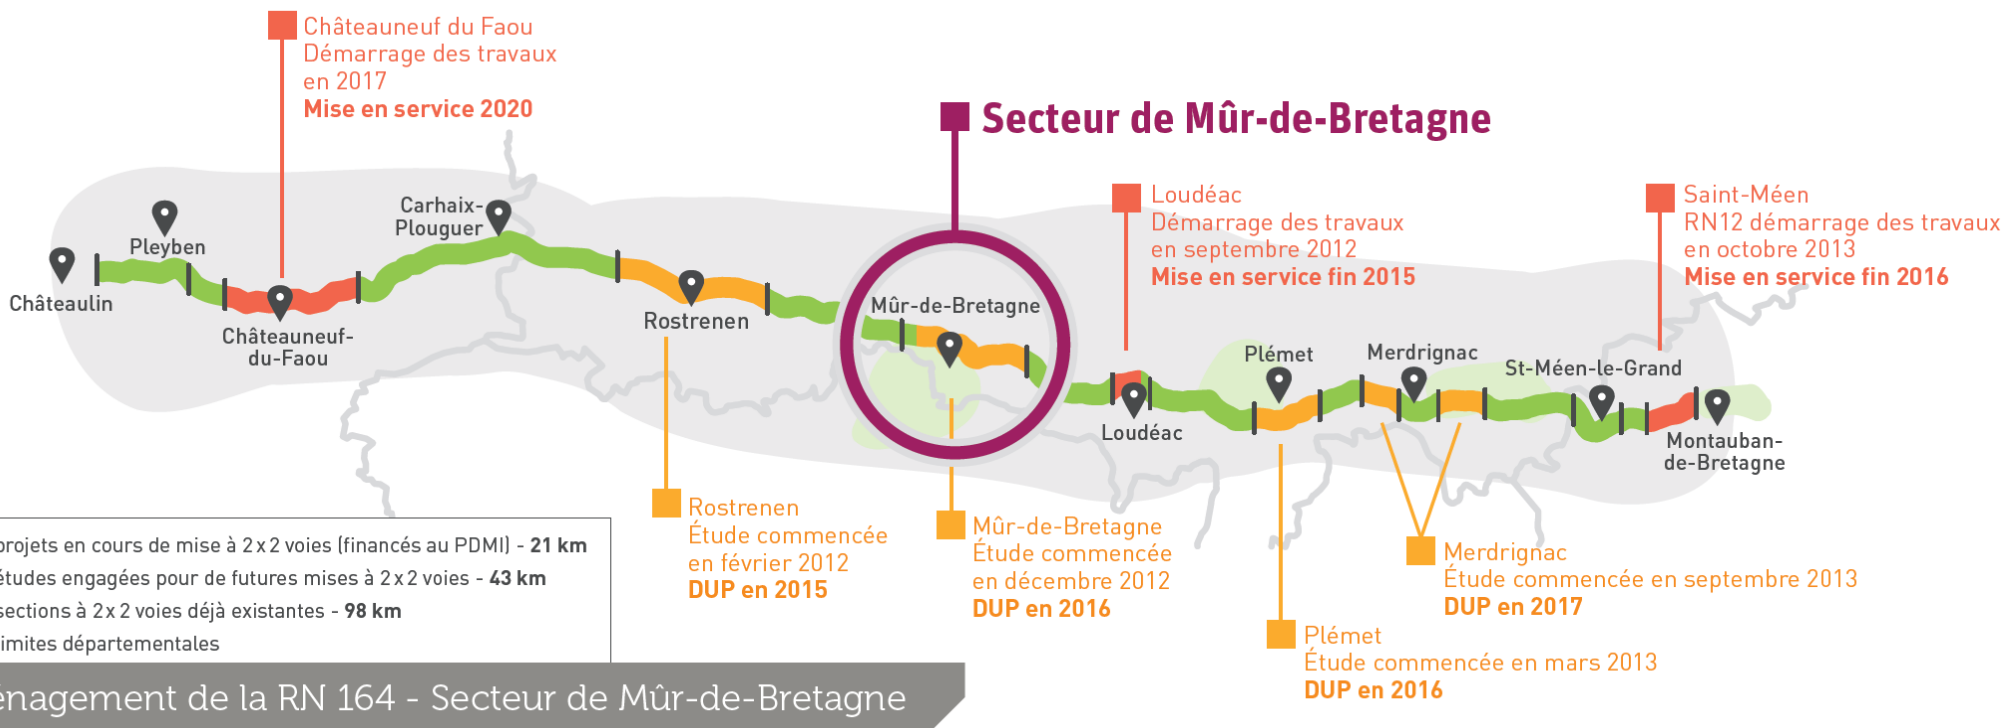 Châteauneuf du Faou
Démarrage des travaux
en 2017
Mise en service 2020
Secteur de Mûr-de-Bretagne
Loudéac
Démarrage des travaux
en septembre 2012
Mise en service fin 2015
Saint-Méen
RN12 démarrage des travaux
en octobre 2013
Mise en service fin 2016
Châteaulin
Pleyben
Châteauneuf-
du-Faou
Carhaix-
Plouguer
Rostrenen
Mûr-de-Bretagne
Loudéac
Plémet
Merdrignac
St-Méen-le-Grand
Montauban-
de-Bretagne
Rostrenen
Étude commencée
en février 2012
DUP en 2015
Mûr-de-Bretagne
Étude commencée
en décembre 2012
DUP en 2016
Plémet
Étude commencée en mars 2013
DUP en 2016
Merdrignac
Étude commencée en septembre 2013
DUP en 2017
projets en cours de mise à 2x2 voies (financés au PDMI) - 21 km
études engagées pour de futures mises à 2x2 voies - 43 km
sections à 2x2 voies déjà existantes - 98 km
limites départementales
énagement de la RN 164 - Secteur de Mûr-de-Bretagne